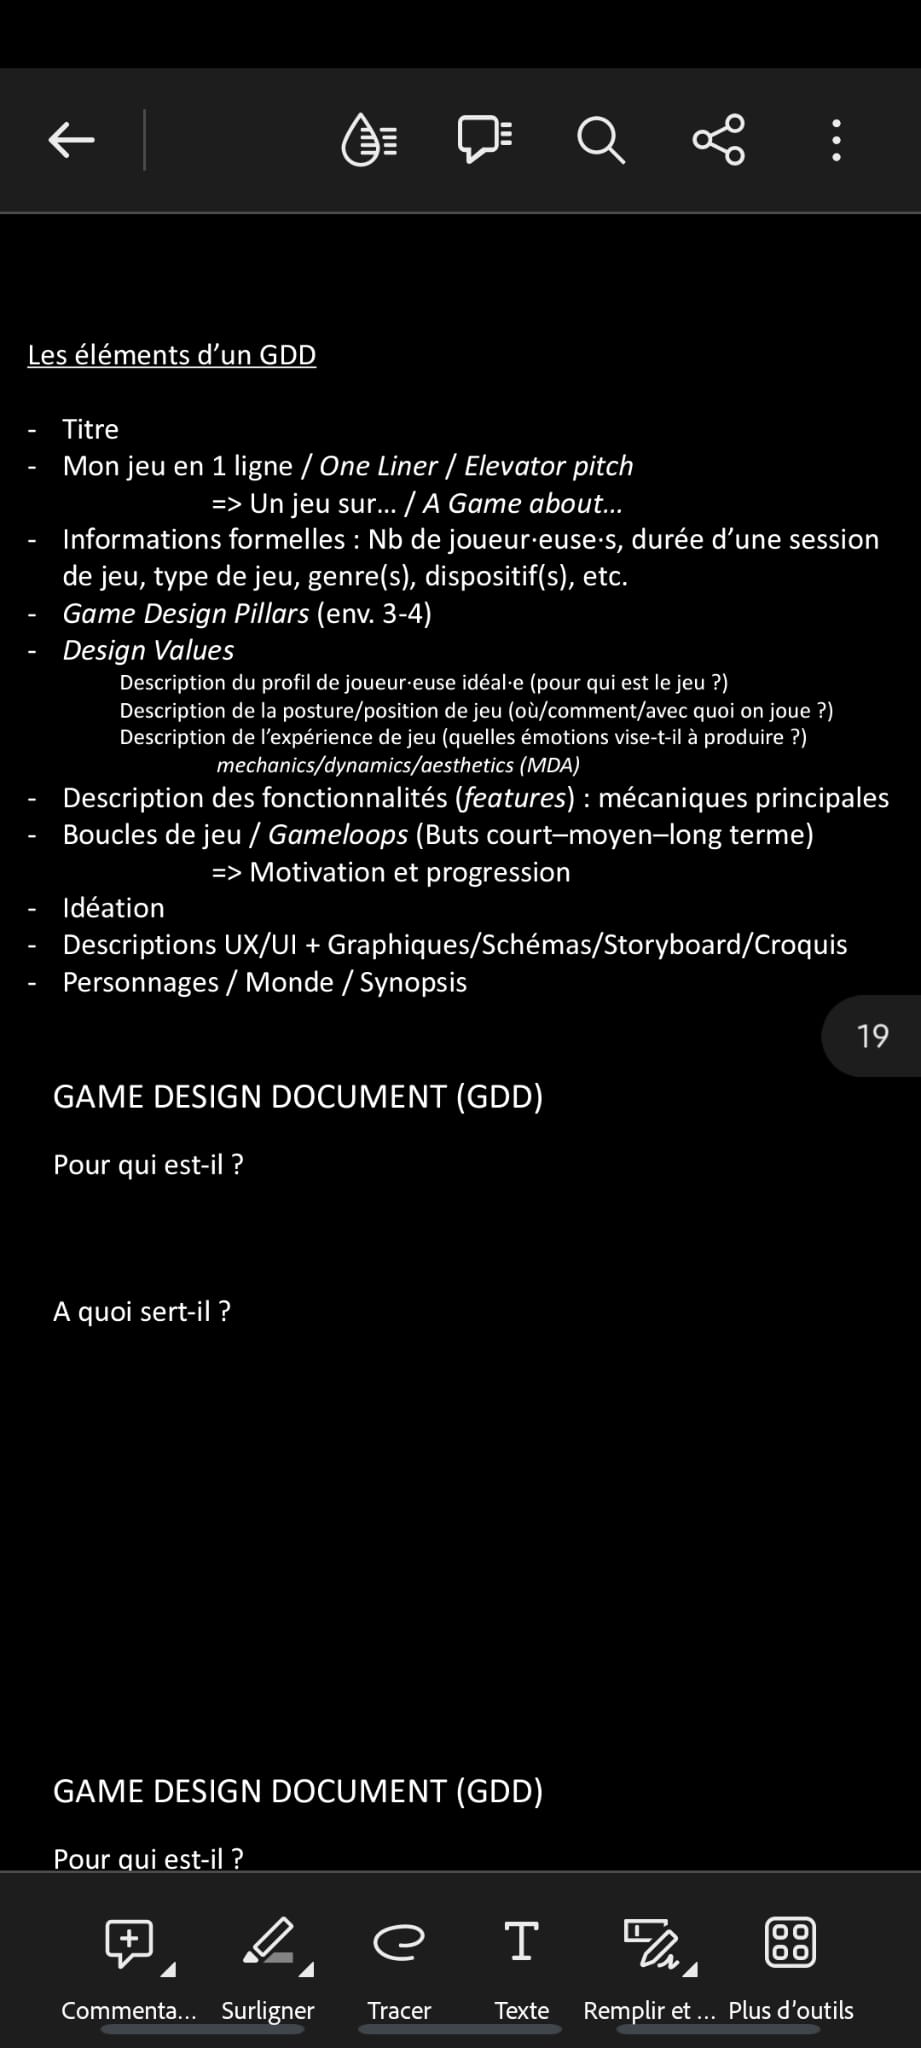 Les éléments d’un GDD
- Titre
- Mon jeu en 1 ligne / One Liner / Elevator pitch
=> Un jeu sur... / A Game about...
- Informations formelles : Nb de joueur·euse·s, durée d’une session
de jeu, type de jeu, genre(s), dispositif(s), etc.
- Game Design Pillars (env. 3-4)
- Design Values
Description du profil de joueur·euse idéal·e (pour qui est le jeu ?)
Description de la posture/position de jeu (où/comment/avec quoi on joue ?)
Description de l’expérience de jeu (quelles émotions vise-t-il à produire ?)
mechanics/dynamics/aesthetics (MDA)
- Description des fonctionnalités (features) : mécaniques principales
- Boucles de jeu / Gameloops (Buts court–moyen–long terme)
=> Motivation et progression
- Idéation
- Descriptions UX/UI + Graphiques/Schémas/Storyboard/Croquis
- Personnages / Monde / Synopsis
19
GAME DESIGN DOCUMENT (GDD)
Pour qui est-il ?
A quoi sert-il ?
GAME DESIGN DOCUMENT (GDD)
Pour qui est-il ?
Commenta... Surligner Tracer Texte Remplir et ... Plus d’outils